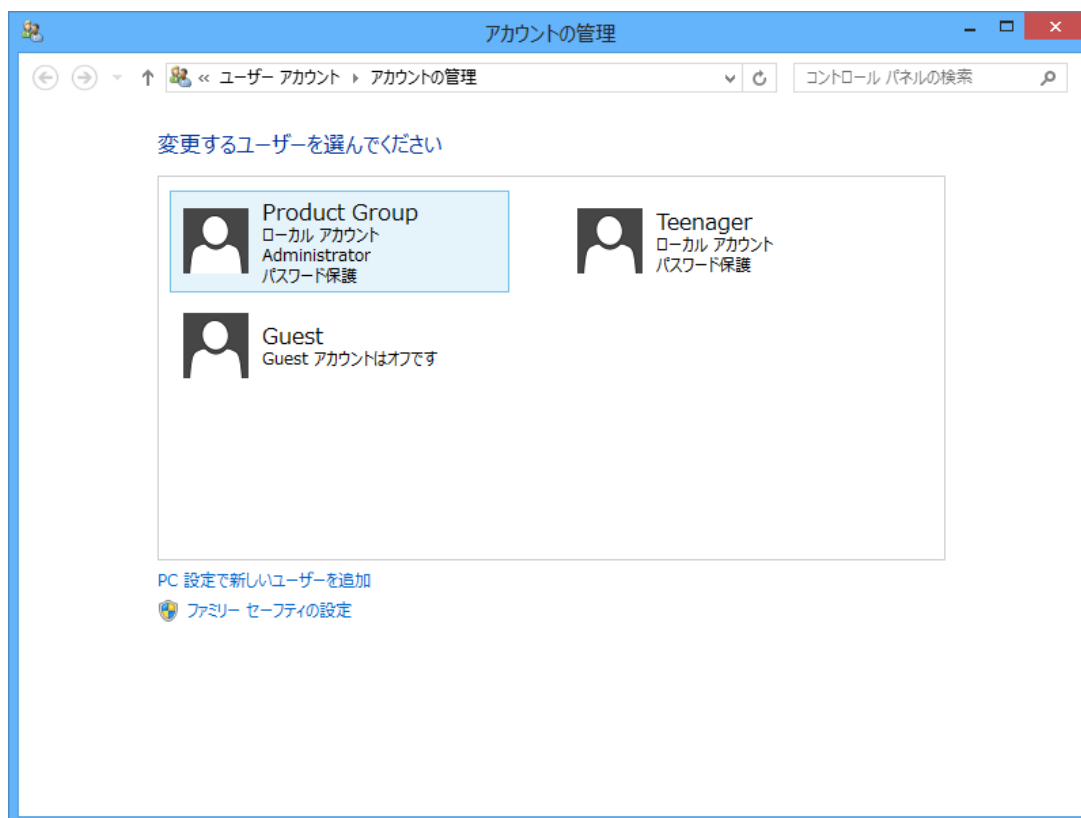 アカウントの管理
« ユーザー アカウント ▸ アカウントの管理
コントロール パネルの検索
変更するユーザーを選んでください
Product Group
ローカル アカウント
Administrator
パスワード保護
Teenager
ローカル アカウント
パスワード保護
Guest
Guest アカウントはオフです
PC 設定で新しいユーザーを追加
ファミリー セーフティの設定